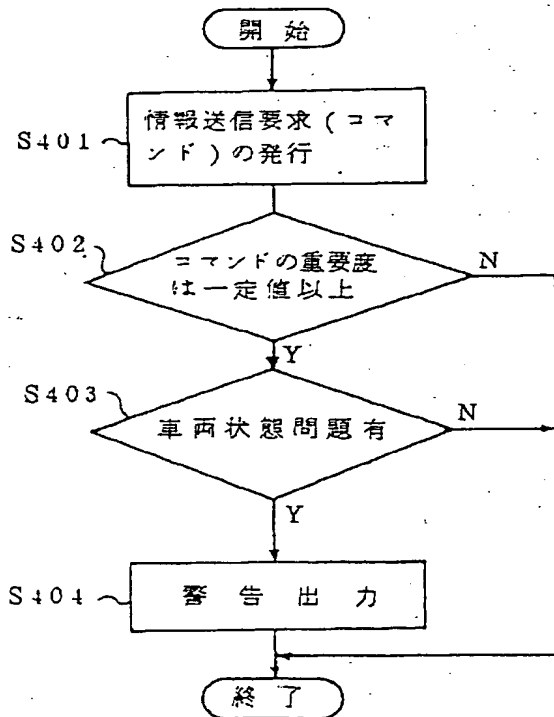 開始
S401
情報送信要求(コマ
ンド)の発行
S402
コマンドの重要度
は一定値以上
N
Y
S403
車両状態問題有
N
Y
S404
警告出力
終了